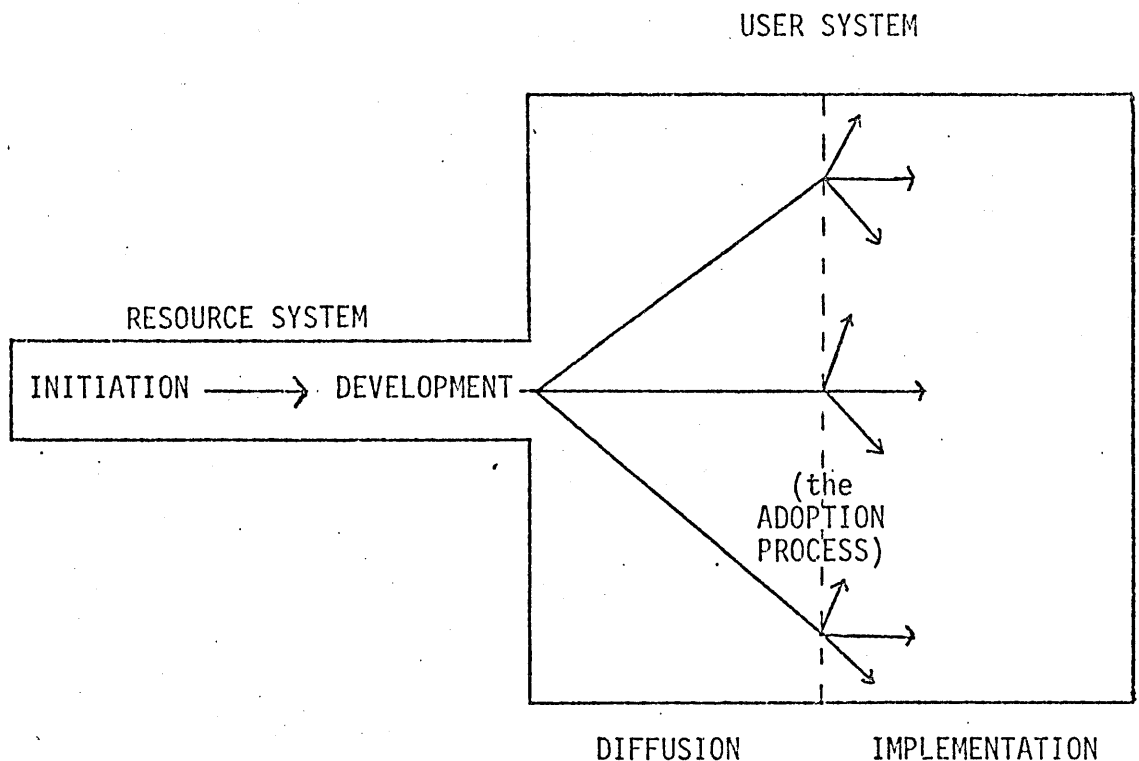 USER SYSTEM
RESOURCE SYSTEM
INITIATION DEVELOPMENT
(the
ADOPTION
PROCESS)
DIFFUSION IMPLEMENTATION